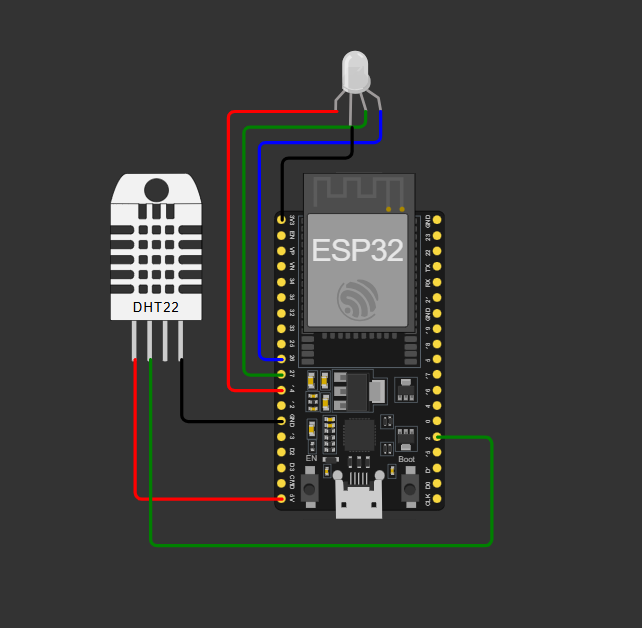 DHT22
ESP32
3V3
EN
VP
VN
34
35
32
33
25
26
27
14
12
GND
13
D2
D3
CMD
5V
GND
23
22
TX
RX
21
GND
19
18
5
17
16
4
0
2
15
D1
D0
CLK
EN
Boot